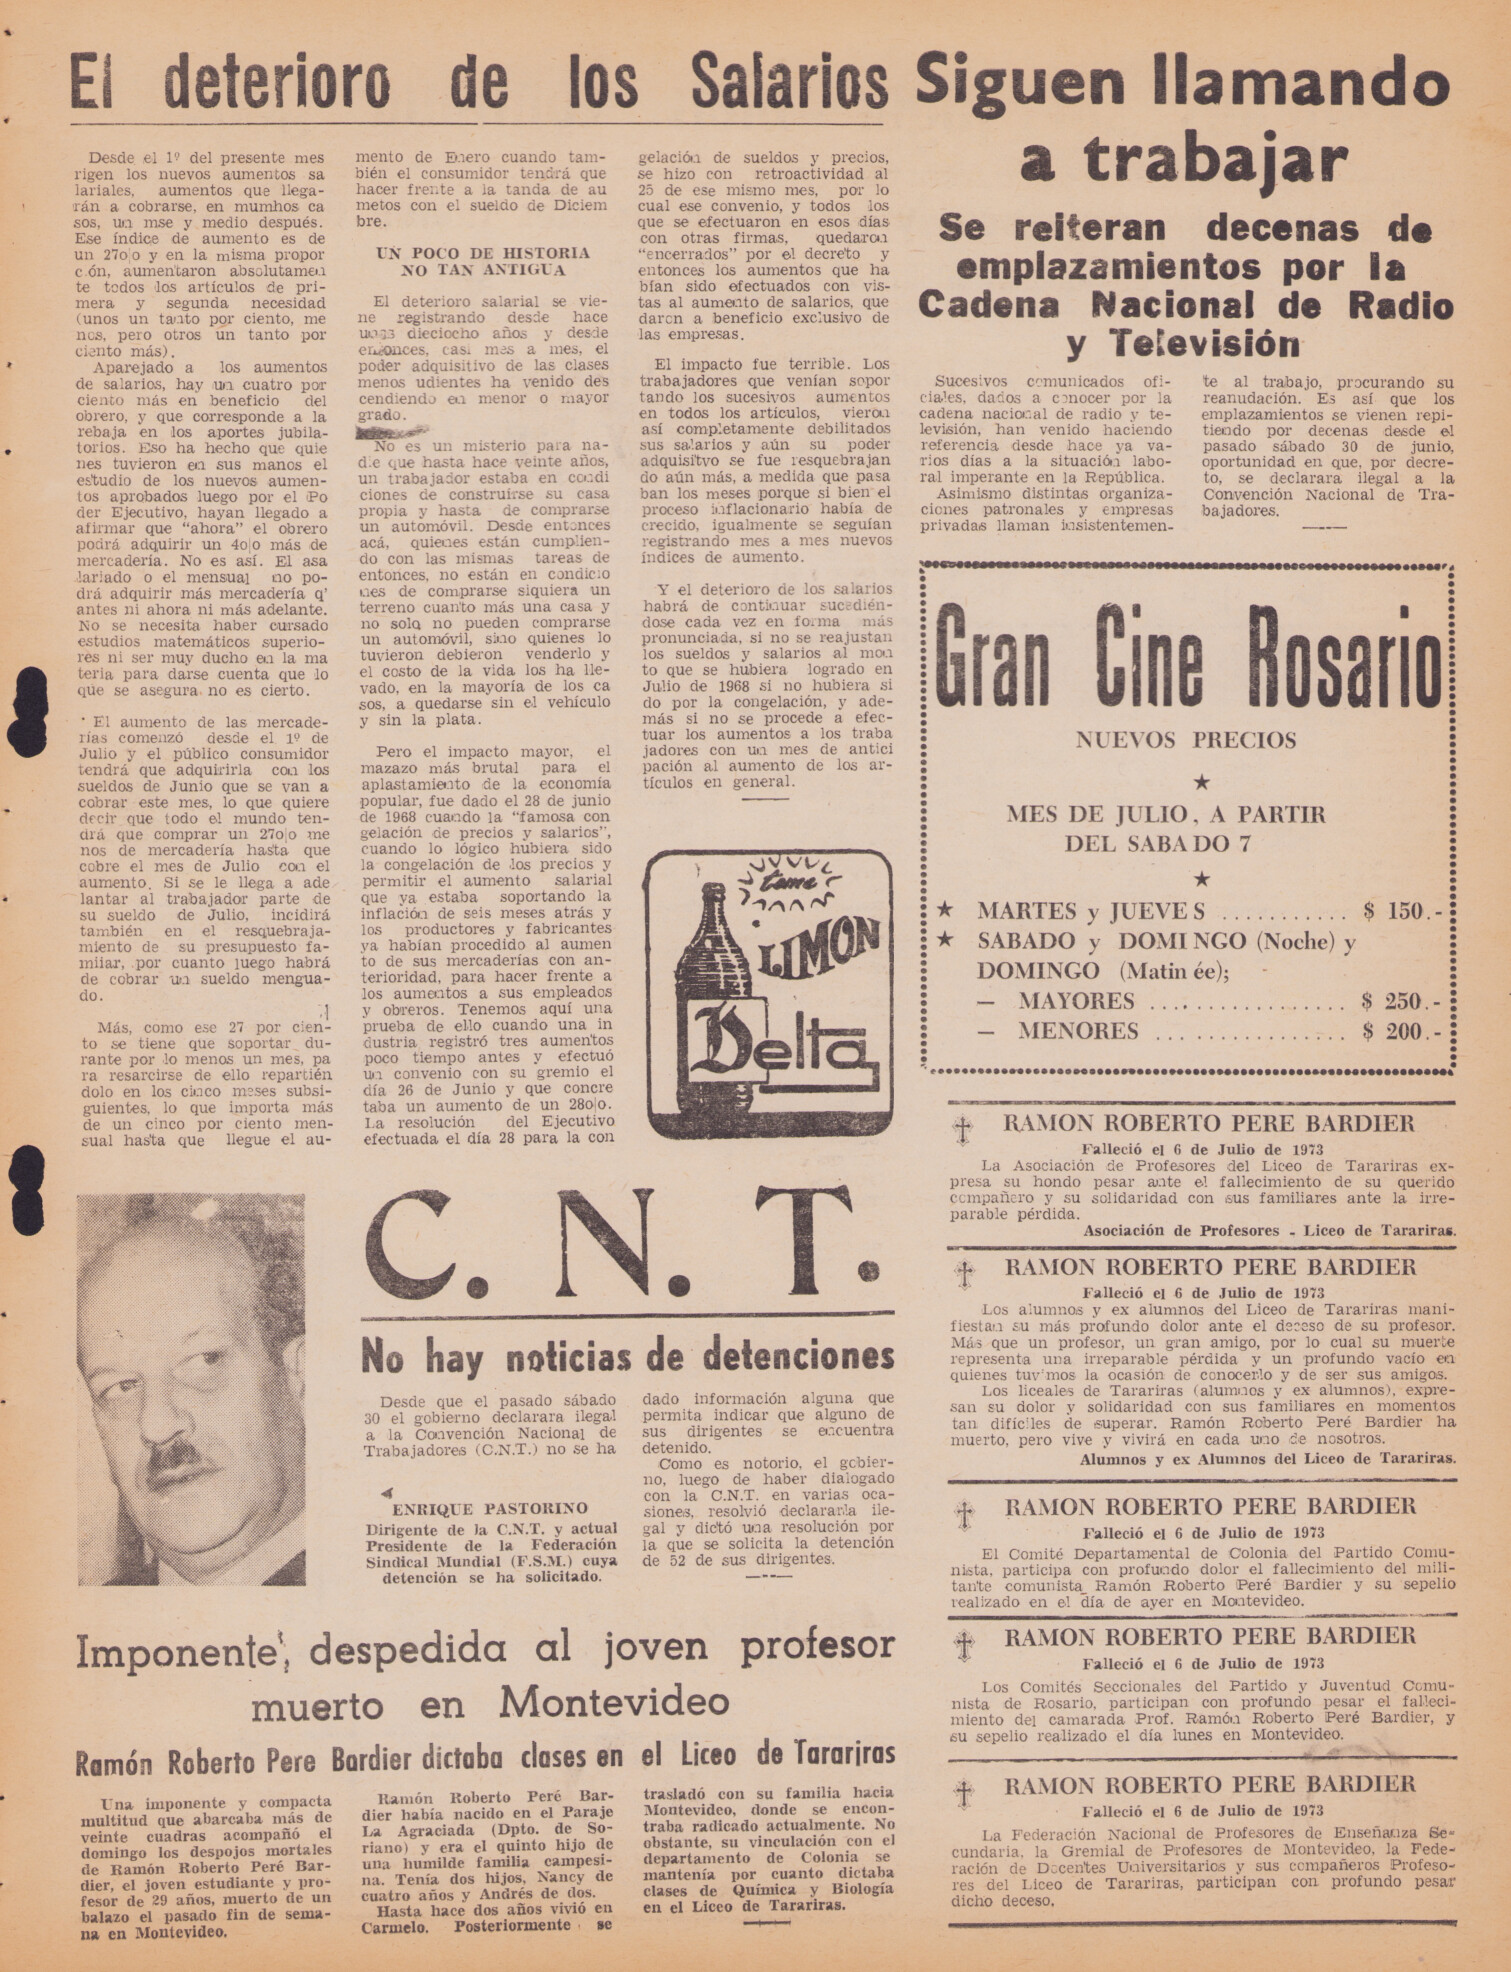 El deterioro de los Salarios
Desde el 1º del presente mes
rigen los nuevos aumentos sa
lariales, aumentos que llega-
rán a cobrarse, en mumhos ca
sos, un mse y medio después.
Ese índice de aumento es de
un 27o|o y en la misma propor
c.ón, aumentaron absolutamen
te todos los artículos de pri-
mera y segunda necesidad
(unos un tanto por ciento, me
nos, pero otros un tanto por
ciento más).
Aparejado a los aumentos
de salarios, hay un cuatro por
ciento más en beneficio del
obrero, y que corresponde a la
rebaja en los aportes jubila-
torios. Eso ha hecho que quie
nes tuvieron en sus manos el
estudio de los nuevos aumen-
tos aprobados luego por el Po
der Ejecutivo, hayan llegado a
afirmar que "ahora" el obrero
podrá adquirir un 4o|o más de
mercadería. No es así. El asa
lariado o el mensual no po-
drá adquirir más mercadería q'
antes ni ahora ni más adelante.
No se necesita haber cursado
estudios matemáticos superio-
res ni ser muy ducho en la ma
teria para darse cuenta que lo
que se asegura no es cierto.
El aumento de las mercade-
rías comenzó desde el 1º de
Julio y el público consumidor
tendrá que adquirirla con los
sueldos de Junio que se van a
cobrar este mes, lo que quiere
decir que todo el mundo ten-
drá que comprar un 27o|o me
nos de mercadería hasta que
cobre el mes de Julio con el
aumento. Si se le llega a ade
lantar al trabajador parte de
su sueldo de Julio, incidirá
también en el resquebraja-
miento de su presupuesto fa-
miliar, por cuanto luego habrá
de cobrar un sueldo mengua-
do.
Más, como ese 27 por cien-
to se tiene que soportar du-
rante por lo menos un mes, pa
ra resarcirse de ello repartién
dolo en los cinco meses subsi-
guientes, lo que importa más
de un cinco por ciento men-
sual hasta que llegue el au-
mento de Enero cuando tam-
bién el consumidor tendrá que
hacer frente a la tanda de au
metos con el sueldo de Diciem
bre.
UN POCO DE HISTORIA
NO TAN ANTIGUA
El deterioro salarial se vie-
ne registrando desde hace
unos dieciocho años y desde
entonces, casi mes a mes, el
poder adquisitivo de las clases
menos udientes ha venido des
cendiendo en menor o mayor
grado.
No es un misterio para na-
die que hasta hace veinte años,
un trabajador estaba en condi
ciones de construirse su casa
propia y hasta de comprarse
un automóvil. Desde entonces
acá, quienes están cumplien-
do con las mismas tareas de
entonces, no están en condicio
nes de comprarse siquiera un
terreno cuanto más una casa y
no solo no pueden comprarse
un automóvil, sino quienes lo
tuvieron debieron venderlo y
el costo de la vida los ha lle-
vado, en la mayoría de los ca
sos, a quedarse sin el vehículo
y sin la plata.
Pero el impacto mayor, el
mazazo más brutal para el
aplastamiento de la economía
popular, fue dado el 28 de junio
de 1968 cuando la "famosa con
gelación de precios y salarios",
cuando lo lógico hubiera sido
la congelación de los precios y
permitir el aumento salarial
que ya estaba soportando la
inflación de seis meses atrás y
los productores y fabricantes
ya habían procedido al aumen
to de sus mercaderías con an-
terioridad, para hacer frente a
los aumentos a sus empleados
y obreros. Tenemos aquí una
prueba de ello cuando una in
dustria registró tres aumentos
poco tiempo antes y efectuó
un convenio con su gremio el
día 26 de Junio y que concre
taba un aumento de un 28o|o.
La resolución del Ejecutivo
efectuada el día 28 para la con
gelación de sueldos y precios,
se hizo con retroactividad al
25 de ese mismo mes, por lo
cual ese convenio, y todos los
que se efectuaron en esos días
con otras firmas, quedaron
"encerrados" por el decreto y
entonces los aumentos que ha
bían sido efectuados con vis-
tas al aumento de salarios, que
daron a beneficio exclusivo de
las empresas.
El impacto fue terrible. Los
trabajadores que venían sopor
tando los sucesivos aumentos
en todos los artículos, vieron
así completamente debilitados
sus salarios y aún su poder
adquisitvo se fue resquebrajan
do aún más, a medida que pasa
ban los meses porque si bien el
proceso inflacionario había de
crecido, igualmente se seguían
registrando mes a mes nuevos
índices de aumento.
Y el deterioro de los salarios
habrá de continuar sucedién-
dose cada vez en forma más
pronunciada, si no se reajustan
los sueldos y salarios al mon
to que se hubiera logrado en
Julio de 1968 si no hubiera si
do por la congelación, y ade-
más si no se procede a efec-
tuar los aumentos a los traba
jadores con un mes de antici
pación al aumento de los ar-
tículos en general.
tome
LIMON
Delta
Siguen llamando
a trabajar
Se reiteran decenas de
emplazamientos por la
Cadena Nacional de Radio
y Televisión
Sucesivos comunicados ofi-
ciales, dados a conocer por la
cadena nacional de radio y te-
levisión, han venido haciendo
referencia desde hace ya va-
rios días a la situación labo-
ral imperante en la República.
Asimismo distintas organiza-
ciones patronales y empresas
privadas llaman insistentemen-
te al trabajo, procurando su
reanudación. Es así que los
emplazamientos se vienen repi-
tiendo por decenas desde el
pasado sábado 30 de junio,
oportunidad en que, por decre-
to, se declarara ilegal a la
Convención Nacional de Tra-
bajadores.
Gran Cine Rosario
NUEVOS PRECIOS
★
MES DE JULIO, A PARTIR
DEL SABADO 7
★
★ MARTES y JUEVES ........... $ 150.-
★ SABADO y DOMINGO (Noche) y
DOMINGO (Matin ée);
— MAYORES ................. $ 250.-
— MENORES ................ $ 200.-
RAMON ROBERTO PERE BARDIER
Falleció el 6 de Julio de 1973
La Asociación de Profesores del Liceo de Tarariras ex-
presa su hondo pesar ante el fallecimiento de su querido
compañero y su solidaridad con sus familiares ante la irre-
parable pérdida.
Asociación de Profesores - Liceo de Tarariras.
RAMON ROBERTO PERE BARDIER
Falleció el 6 de Julio de 1973
Los alumnos y ex alumnos del Liceo de Tarariras mani-
fiestan su más profundo dolor ante el deceso de su profesor.
Más que un profesor, un gran amigo, por lo cual su muerte
representa una irreparable pérdida y un profundo vacío en
quienes tuv'mos la ocasión de conocerlo y de ser sus amigos.
Los liceales de Tarariras (alumnos y ex alumnos), expre-
san su dolor y solidaridad con sus familiares en momentos
tan difíciles de superar. Ramón Roberto Peré Bardier ha
muerto, pero vive y vivirá en cada uno de nosotros.
Alumnos y ex Alumnos del Liceo de Tarariras.
RAMON ROBERTO PERE BARDIER
Falleció el 6 de Julio de 1973
El Comité Departamental de Colonia del Partido Comu-
nista, participa con profundo dolor el fallecimiento del mili-
tante comunista Ramón Roberto Peré Bardier y su sepelio
realizado en el día de ayer en Montevideo.
RAMON ROBERTO PERE BARDIER
Falleció el 6 de Julio de 1973
Los Comités Seccionales del Partido y Juventud Comu-
nista de Rosario, participan con profundo pesar el falleci-
miento del camarada Prof. Ramón Roberto Peré Bardier, y
su sepelio realizado el día lunes en Montevideo.
RAMON ROBERTO PERE BARDIER
Falleció el 6 de Julio de 1973
La Federación Nacional de Profesores de Enseñanza Se-
cundaria, la Gremial de Profesores de Montevideo, la Fede-
ración de Docentes Universitarios y sus compañeros Profeso-
res del Liceo de Tarariras, participan con profundo pesar
dicho deceso.
C. N. T.
No hay noticias de detenciones
Desde que el pasado sábado
30 el gobierno declarara ilegal
a la Convención Nacional de
Trabajadores (C.N.T.) no se ha
dado información alguna que
permita indicar que alguno de
sus dirigentes se encuentra
detenido.
Como es notorio, el gobier-
no, luego de haber dialogado
con la C.N.T. en varias oca-
siones, resolvió declararla ile-
gal y dictó una resolución por
la que se solicita la detención
de 52 de sus dirigentes.
ENRIQUE PASTORINO
Dirigente de la C.N.T. y actual
Presidente de la Federación
Sindical Mundial (F.S.M.) cuya
detención se ha solicitado.
Imponente, despedida al joven profesor
muerto en Montevideo
Ramón Roberto Pere Bardier dictaba clases en el Liceo de Tarariras
Una imponente y compacta
multitud que abarcaba más de
veinte cuadras acompañó el
domingo los despojos mortales
de Ramón Roberto Peré Bar-
dier, el joven estudiante y pro-
fesor de 29 años, muerto de un
balazo el pasado fin de sema-
na en Montevideo.
Ramón Roberto Peré Bar-
dier había nacido en el Paraje
La Agraciada (Dpto. de So-
riano) y era el quinto hijo de
una humilde familia campesi-
na. Tenía dos hijos, Nancy de
cuatro años y Andrés de dos.
Hasta hace dos años vivió en
Carmelo. Posteriormente se
trasladó con su familia hacia
Montevideo, donde se encon-
traba radicado actualmente. No
obstante, su vinculación con el
departamento de Colonia se
mantenía por cuanto dictaba
clases de Química y Biología
en el Liceo de Tarariras.